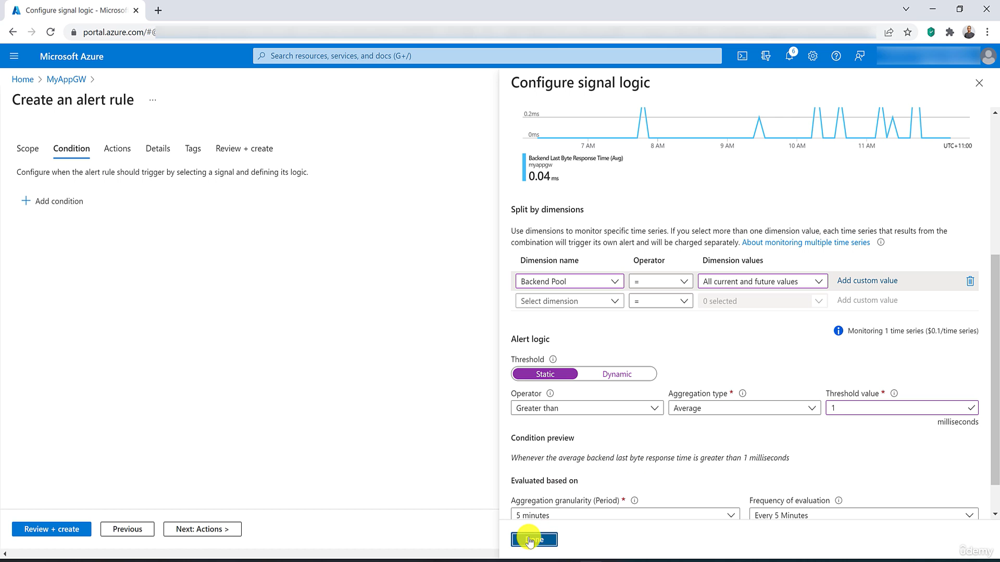 Configure signal logic - Microsof
portal.azure.com/#@
Microsoft Azure
Search resources, services, and docs (G+/)
6
Home > MyAppGW >
Create an alert rule ...
Scope
Condition
Actions
Details
Tags
Review + create
Configure when the alert rule should trigger by selecting a signal and defining its logic.
Add condition
Review + create
Previous
Next: Actions >
Configure signal logic
0.2ms
0ms
7 AM
8 AM
9 AM
10 AM
11 AM
UTC+11:00
Backend Last Byte Response Time (Avg)
myappgw
0.04 ms
Split by dimensions
Use dimensions to monitor specific time series. If you select more than one dimension value, each time series that results from the
combination will trigger its own alert and will be charged separately. About monitoring multiple time series
Dimension name
Operator
Dimension values
Backend Pool
=
All current and future values
Add custom value
Select dimension
=
0 selected
Add custom value
Monitoring 1 time series ($0.1/time series)
Alert logic
Threshold
Static
Dynamic
Operator
Aggregation type *
Threshold value *
Greater than
Average
1
milliseconds
Condition preview
Whenever the average backend last byte response time is greater than 1 milliseconds
Evaluated based on
Aggregation granularity (Period) *
Frequency of evaluation
5 minutes
Every 5 Minutes
Done
ûdemy